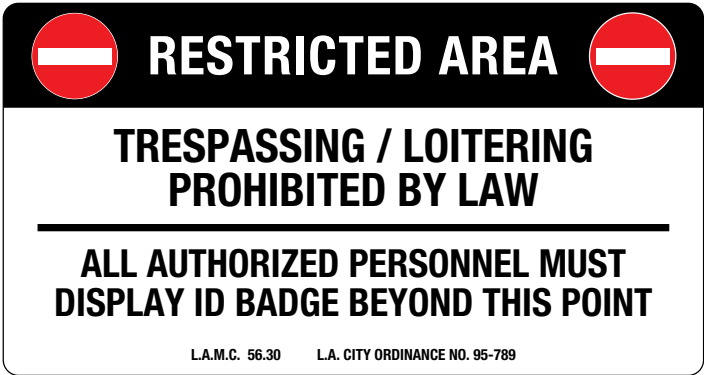 RESTRICTED AREA
TRESPASSING / LOITERING
PROHIBITED BY LAW
ALL AUTHORIZED PERSONNEL MUST
DISPLAY ID BADGE BEYOND THIS POINT
L.A.M.C. 56.30 L.A. CITY ORDINANCE NO. 95-789